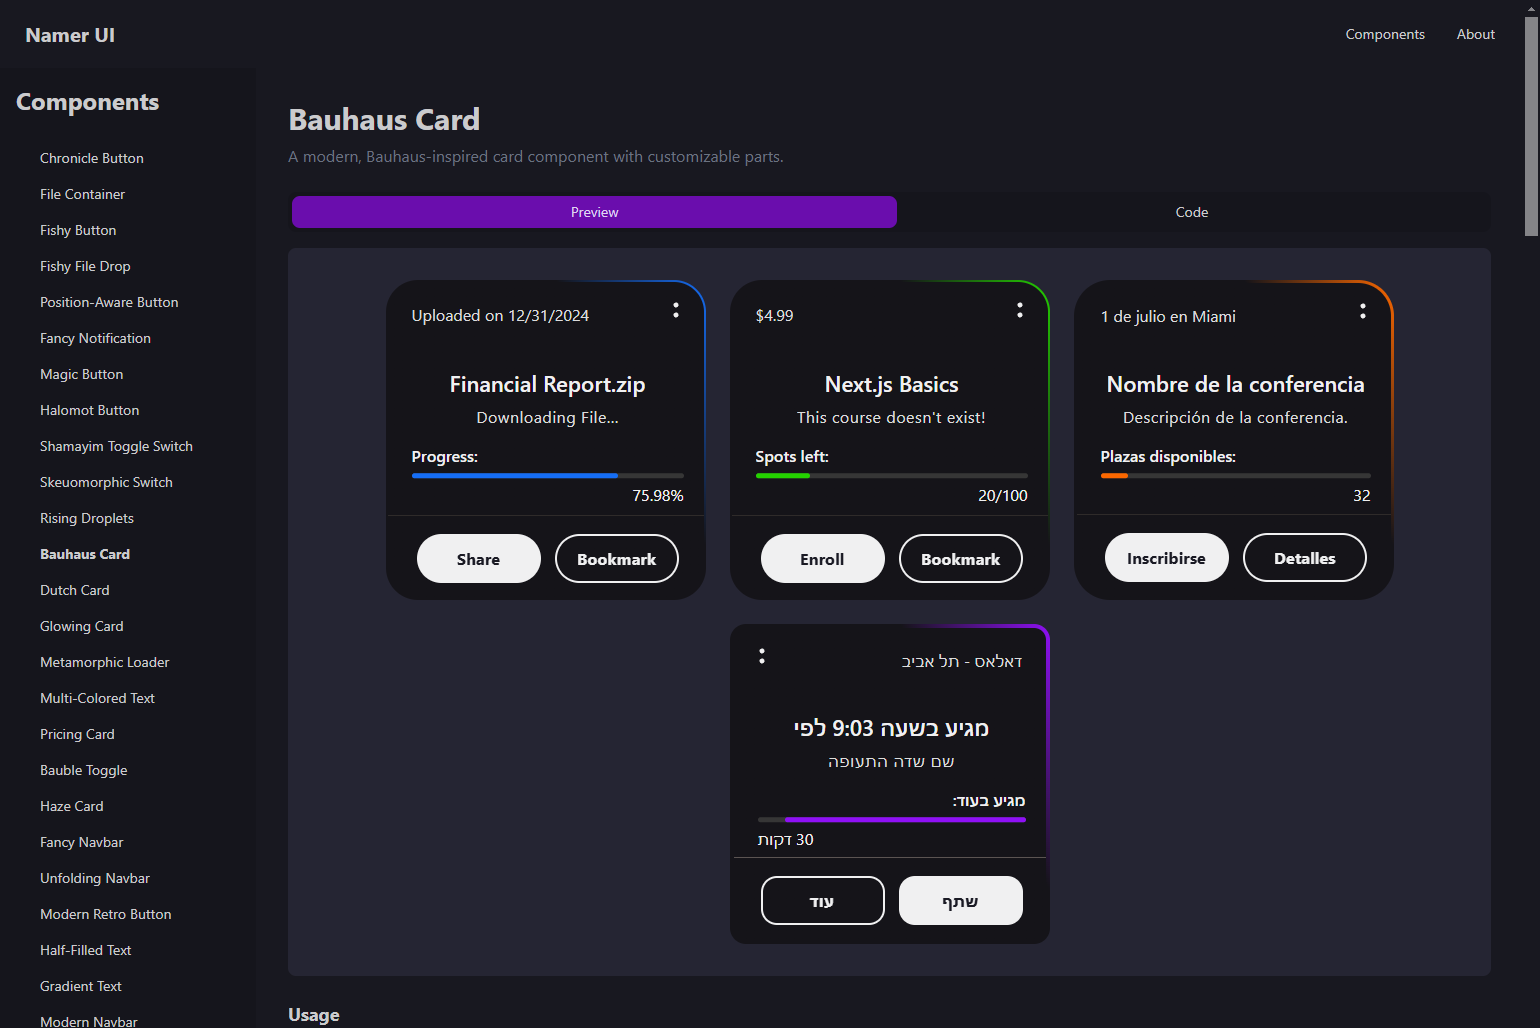 Namer UI
Components
About
Components
Chronicle Button
File Container
Fishy Button
Fishy File Drop
Position-Aware Button
Fancy Notification
Magic Button
Halomot Button
Shamayim Toggle Switch
Skeuomorphic Switch
Rising Droplets
Bauhaus Card
Dutch Card
Glowing Card
Metamorphic Loader
Multi-Colored Text
Pricing Card
Bauble Toggle
Haze Card
Fancy Navbar
Unfolding Navbar
Modern Retro Button
Half-Filled Text
Gradient Text
Modern Navbar
Bauhaus Card
A modern, Bauhaus-inspired card component with customizable parts.
Preview
Code
Uploaded on 12/31/2024
Financial Report.zip
Downloading File...
Progress:
75.98%
Share
Bookmark
$4.99
Next.js Basics
This course doesn't exist!
Spots left:
20/100
Enroll
Bookmark
1 de julio en Miami
Nombre de la conferencia
Descripción de la conferencia.
Plazas disponibles:
32
Inscribirse
Detalles
דאלאס - תל אביב
מגיע בשעה 9:03 לפי
שם שדה התעופה
מגיע בעוד:
30 דקות
שתף
עוד
Usage